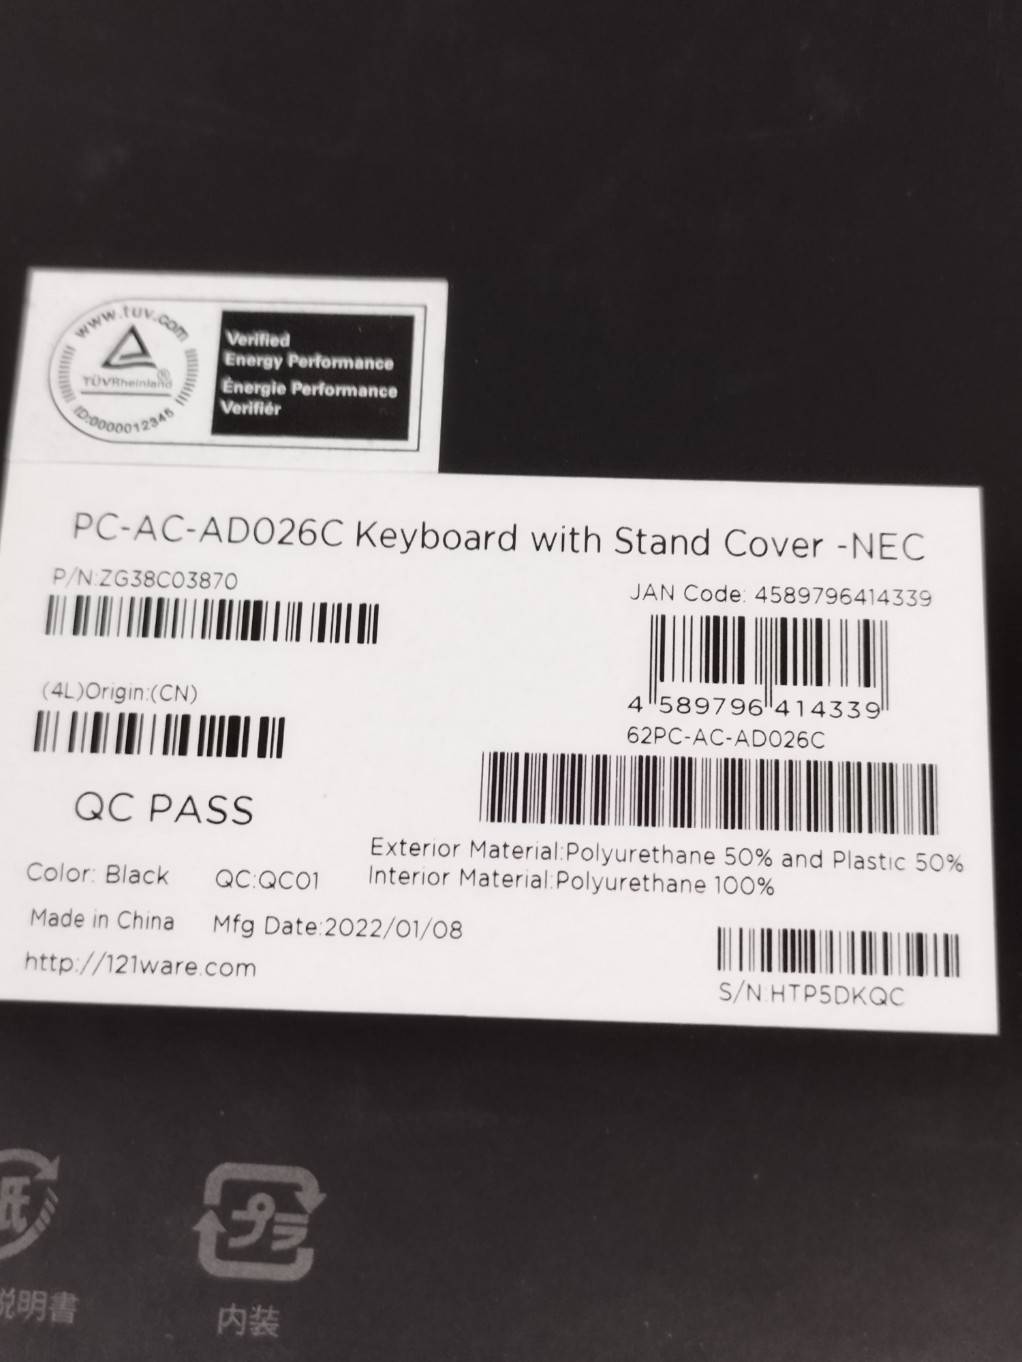 www.tuv.com
TÜVRheinland®
ID:0000012345
Verified
Energy Performance
Énergie Performance
Verifiér
PC-AC-AD026C Keyboard with Stand Cover -NEC
P/N:ZG38C03870
JAN Code: 4589796414339
(4L)Origin:(CN)
4 589796 414339
62PC-AC-AD026C
QC PASS
Exterior Material:Polyurethane 50% and Plastic 50%
Color: Black QC:QC01 Interior Material:Polyurethane 100%
Made in China Mfg Date:2022/01/08
http://121ware.com
S/N:HTP5DKQC
紙 プラ
説明書 内装